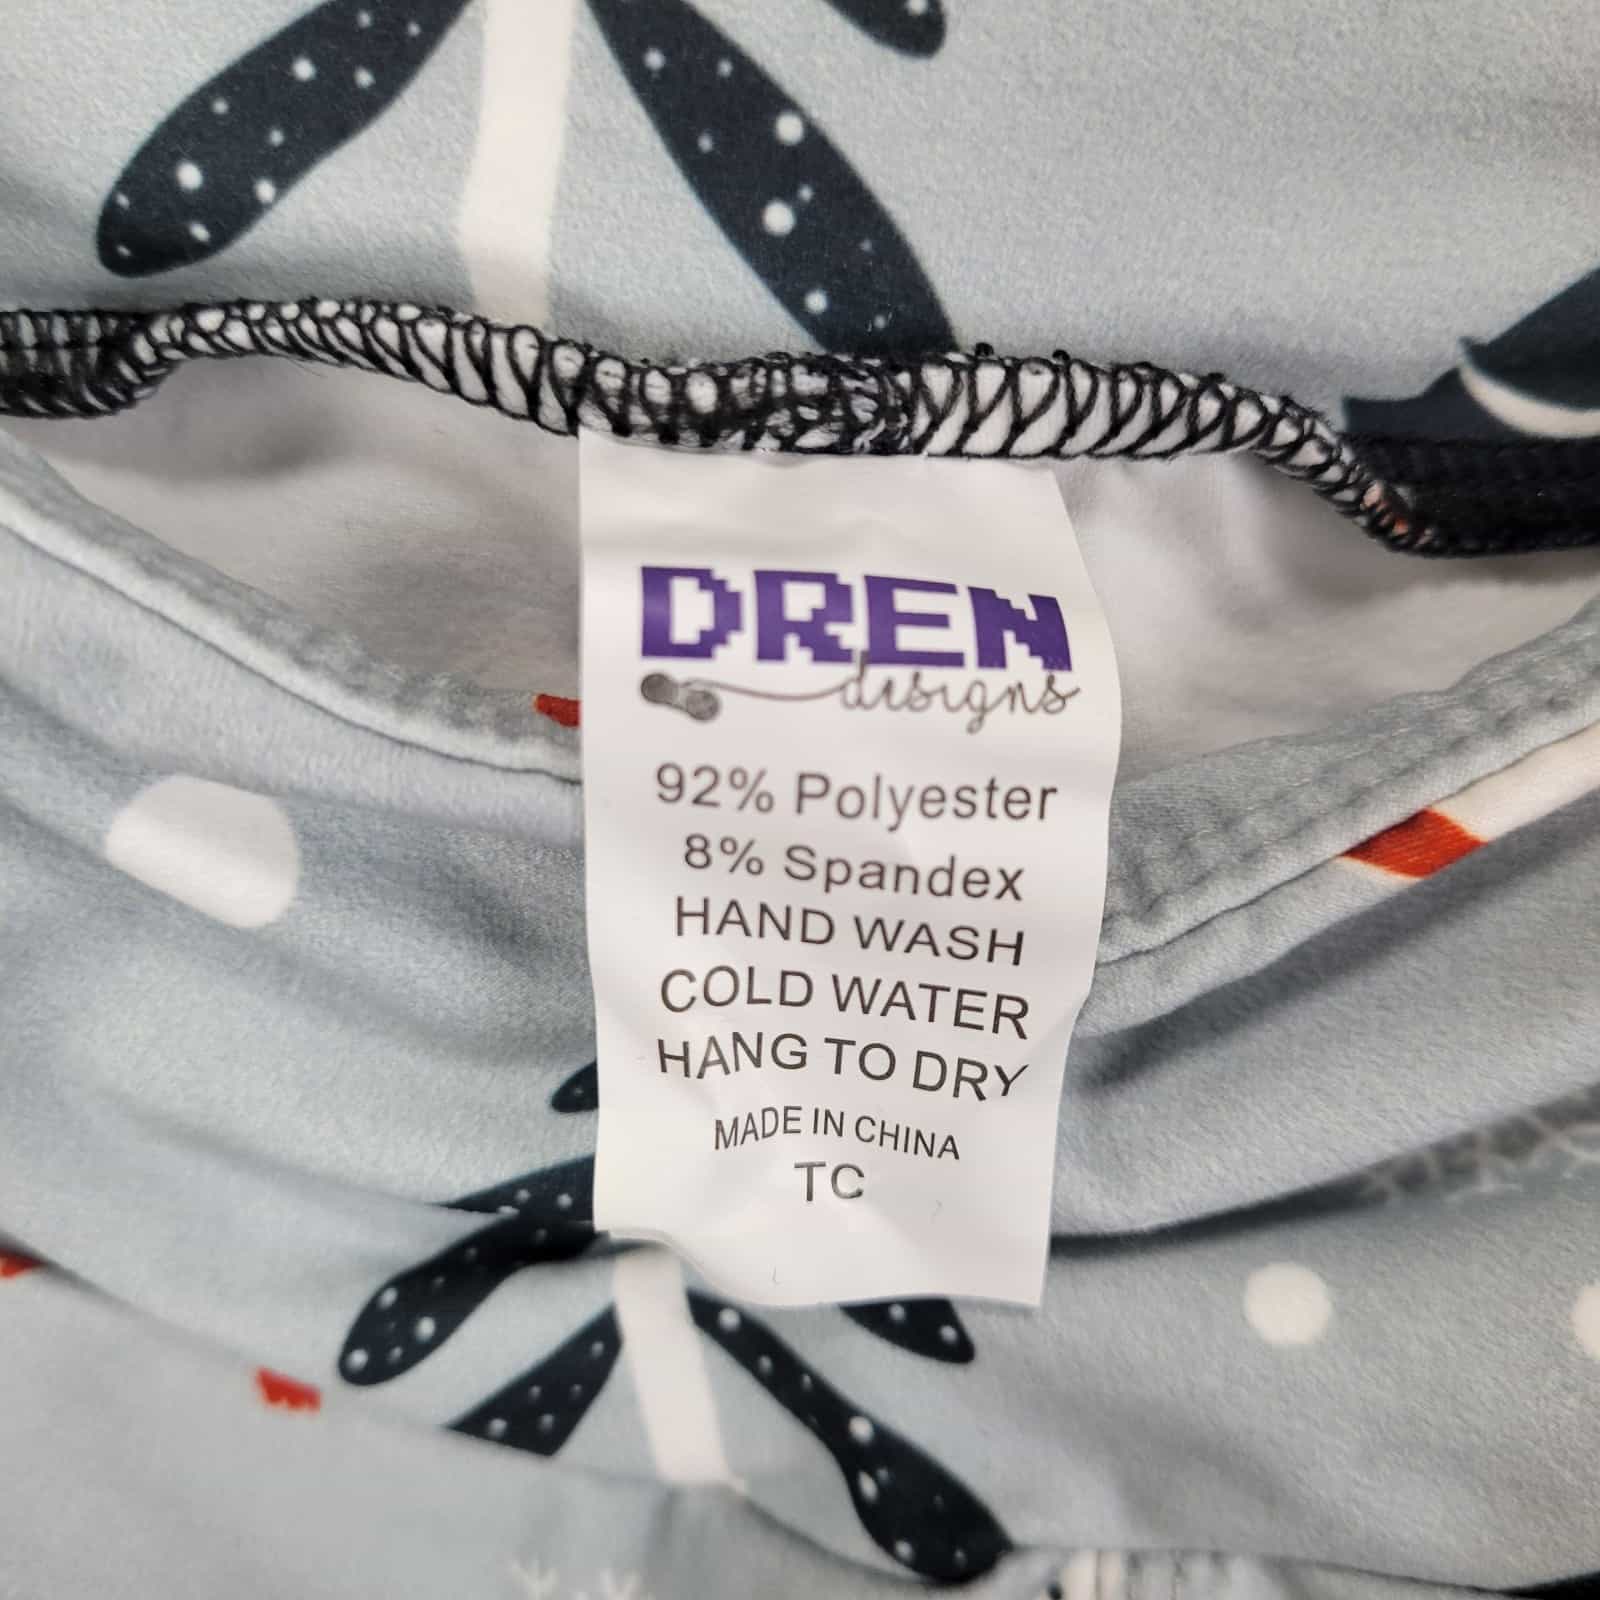 DREN
designs
92% Polyester
8% Spandex
HAND WASH
COLD WATER
HANG TO DRY
MADE IN CHINA
TC